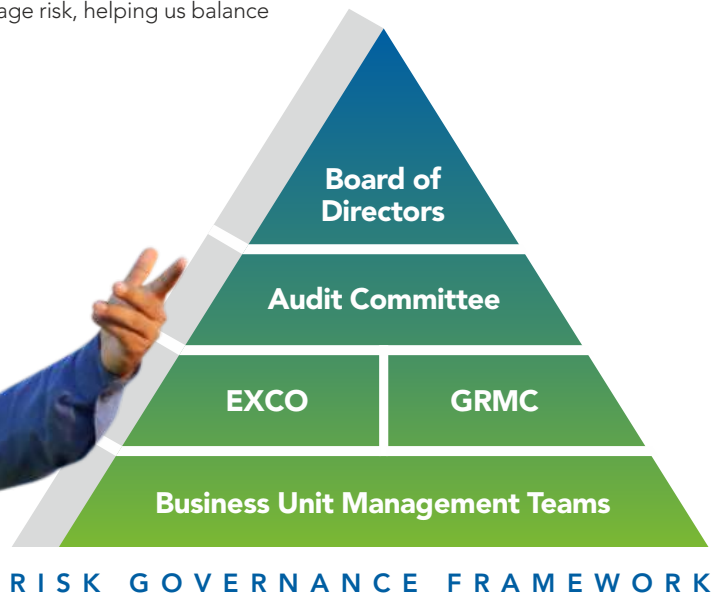 age risk, helping us balance
Board of
Directors
Audit Committee
EXCO
GRMC
Business Unit Management Teams
RISK GOVERNANCE FRAMEWORK